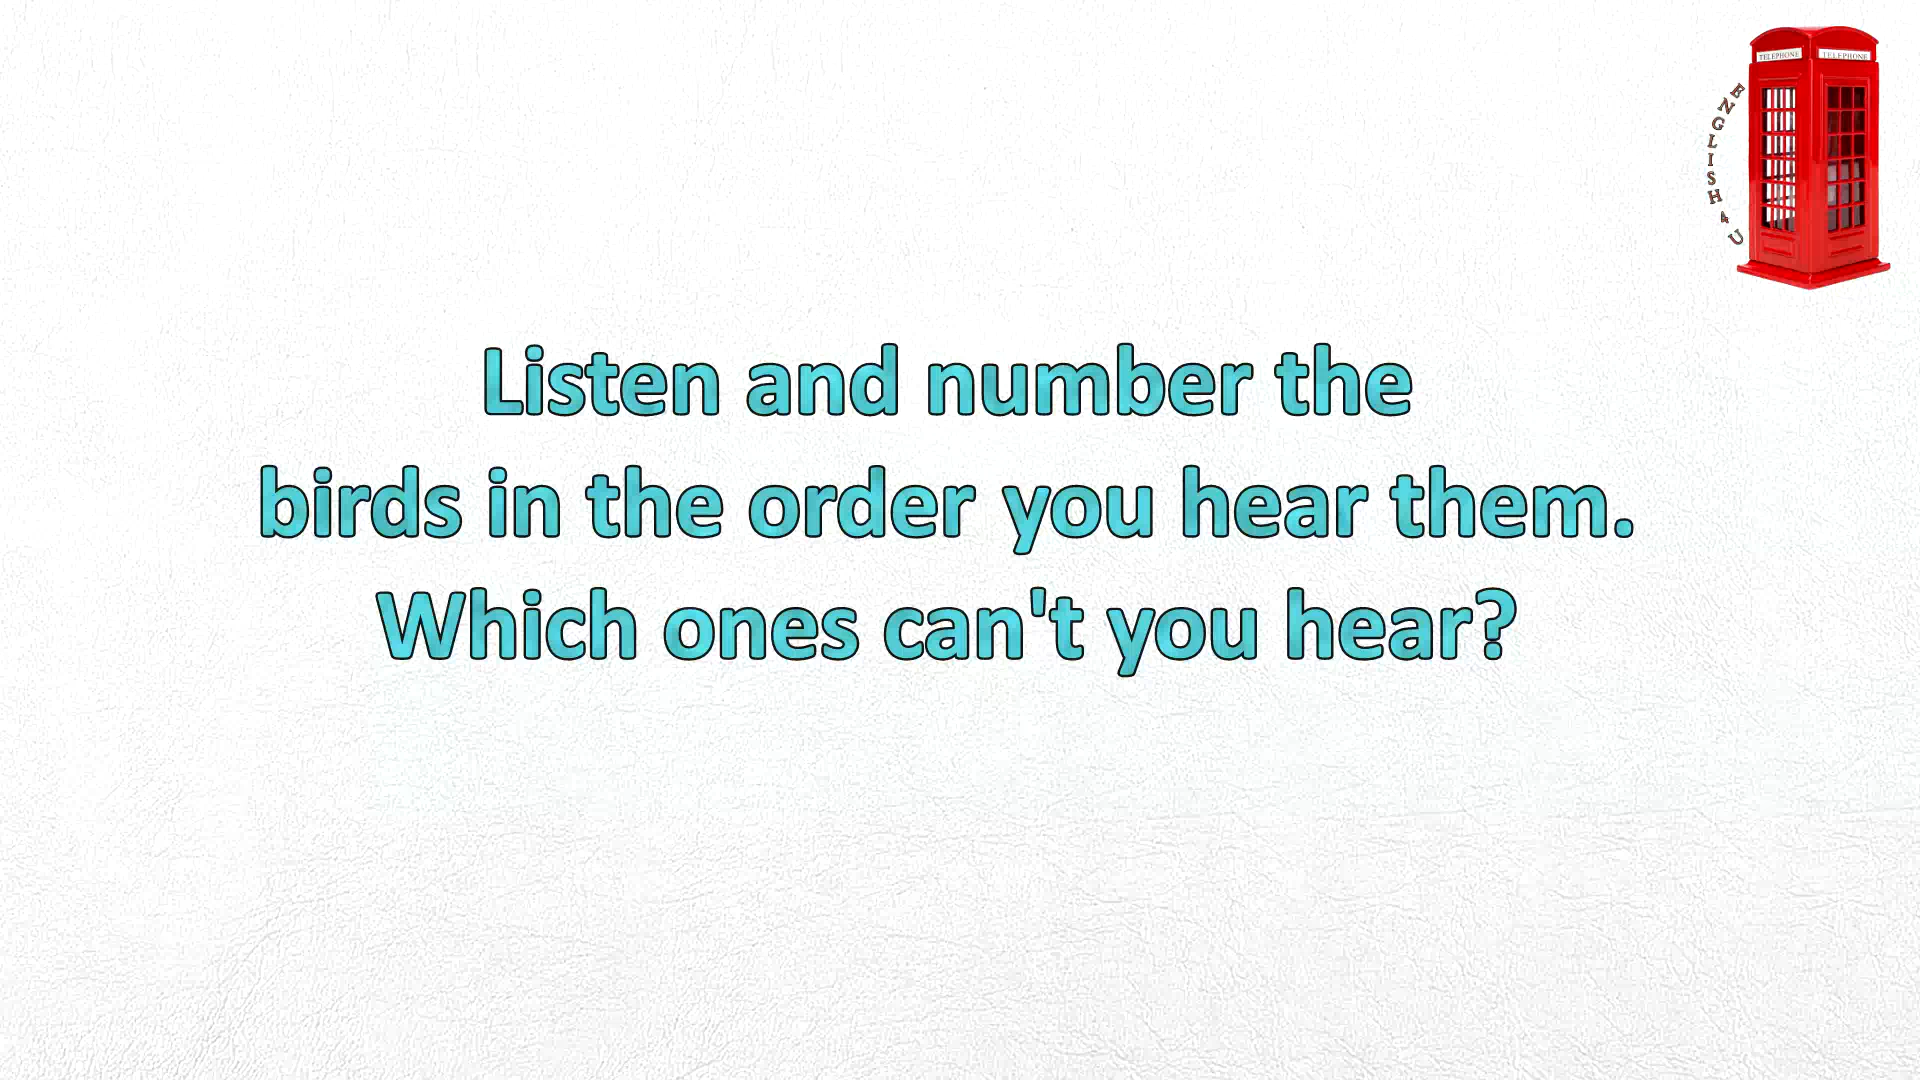 TELEPHONE TELEPHONE
ENGLISH 4 U
Listen and number the
birds in the order you hear them.
Which ones can't you hear?